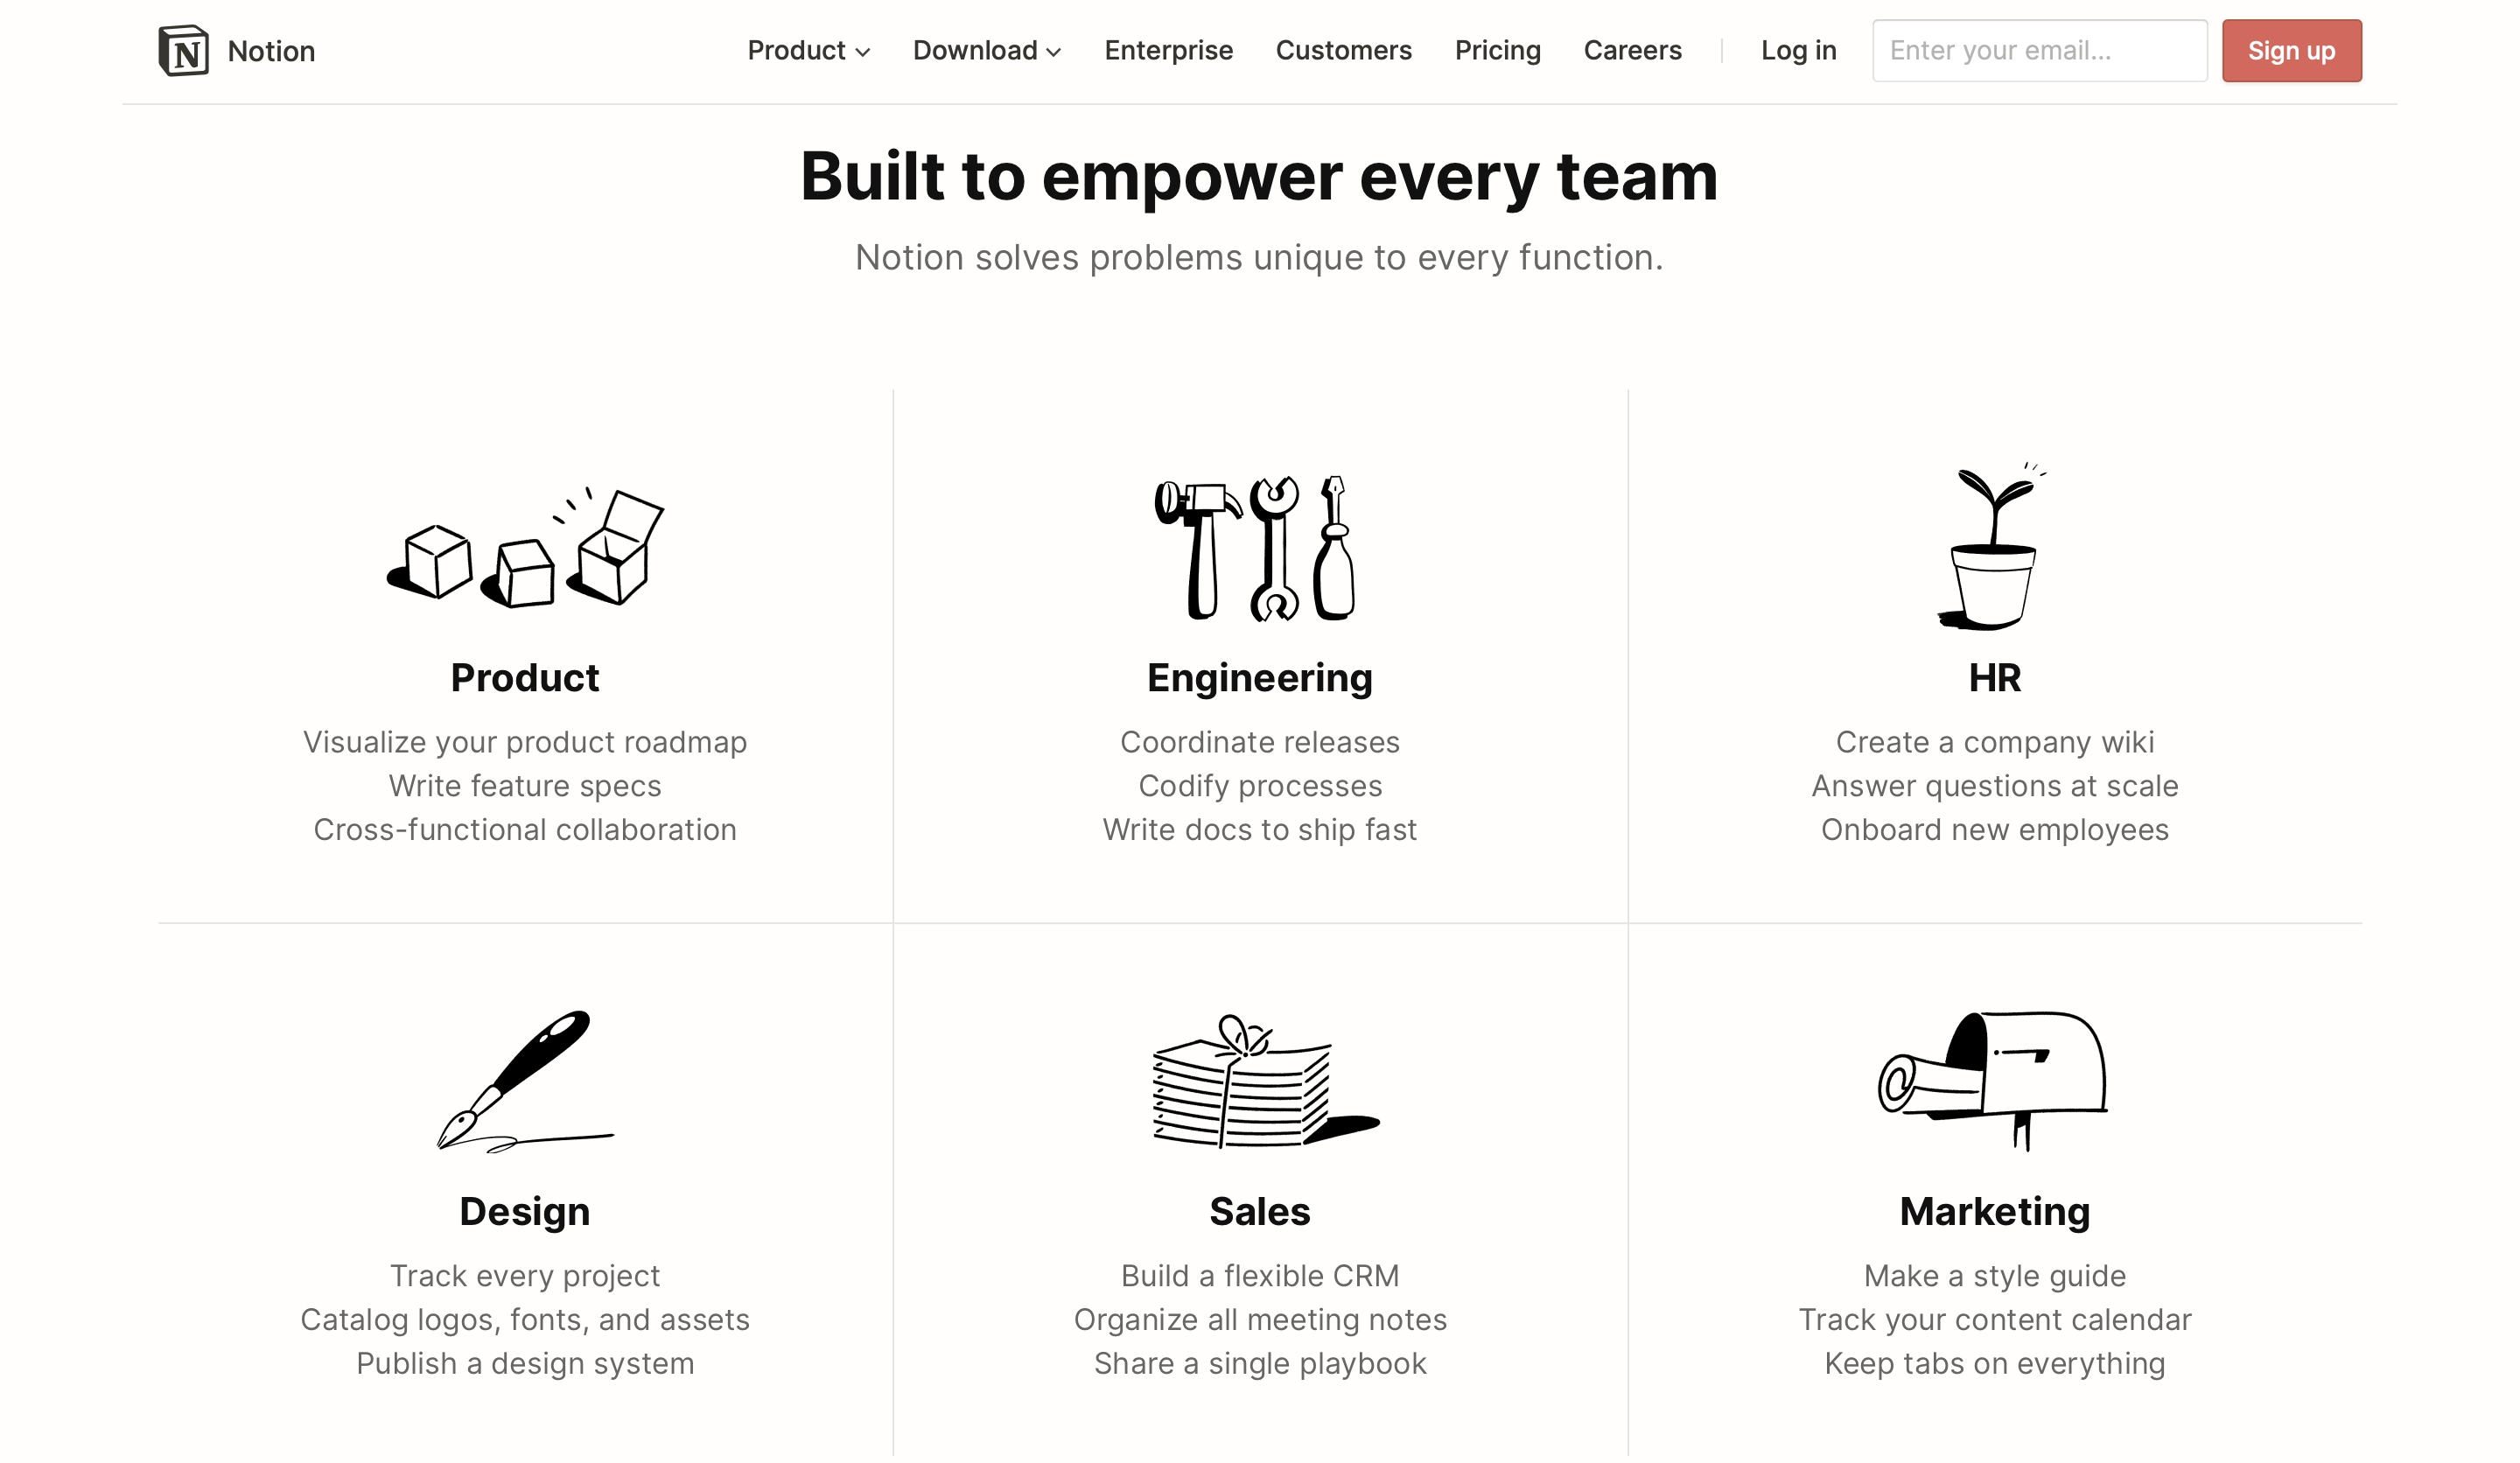 Notion
Product Download Enterprise Customers Pricing Careers Log in Enter your email... Sign up
Built to empower every team
Notion solves problems unique to every function.
Product
Visualize your product roadmap
Write feature specs
Cross-functional collaboration
Engineering
Coordinate releases
Codify processes
Write docs to ship fast
HR
Create a company wiki
Answer questions at scale
Onboard new employees
Design
Track every project
Catalog logos, fonts, and assets
Publish a design system
Sales
Build a flexible CRM
Organize all meeting notes
Share a single playbook
Marketing
Make a style guide
Track your content calendar
Keep tabs on everything